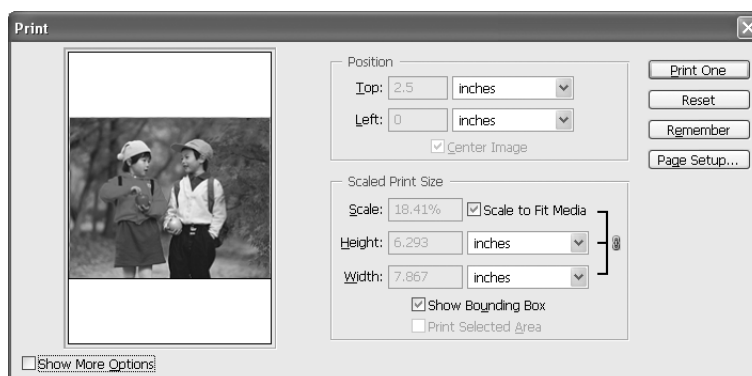 Print
Position
Top: 2.5 inches
Left: 0 inches
Center Image
Scaled Print Size
Scale: 18.41% Scale to Fit Media
Height: 6.293 inches
Width: 7.867 inches
Show Bounding Box
Print Selected Area
Print One
Reset
Remember
Page Setup...
Show More Options